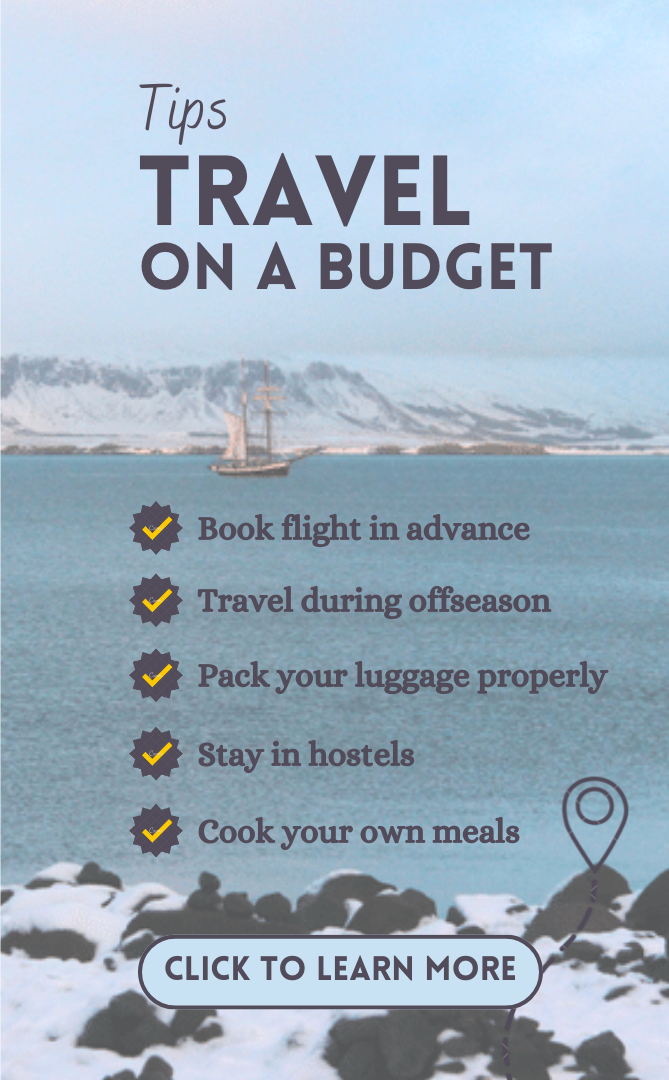 Tips
TRAVEL
ON A BUDGET
Book flight in advance
Travel during offseason
Pack your luggage properly
Stay in hostels
Cook your own meals
CLICK TO LEARN MORE